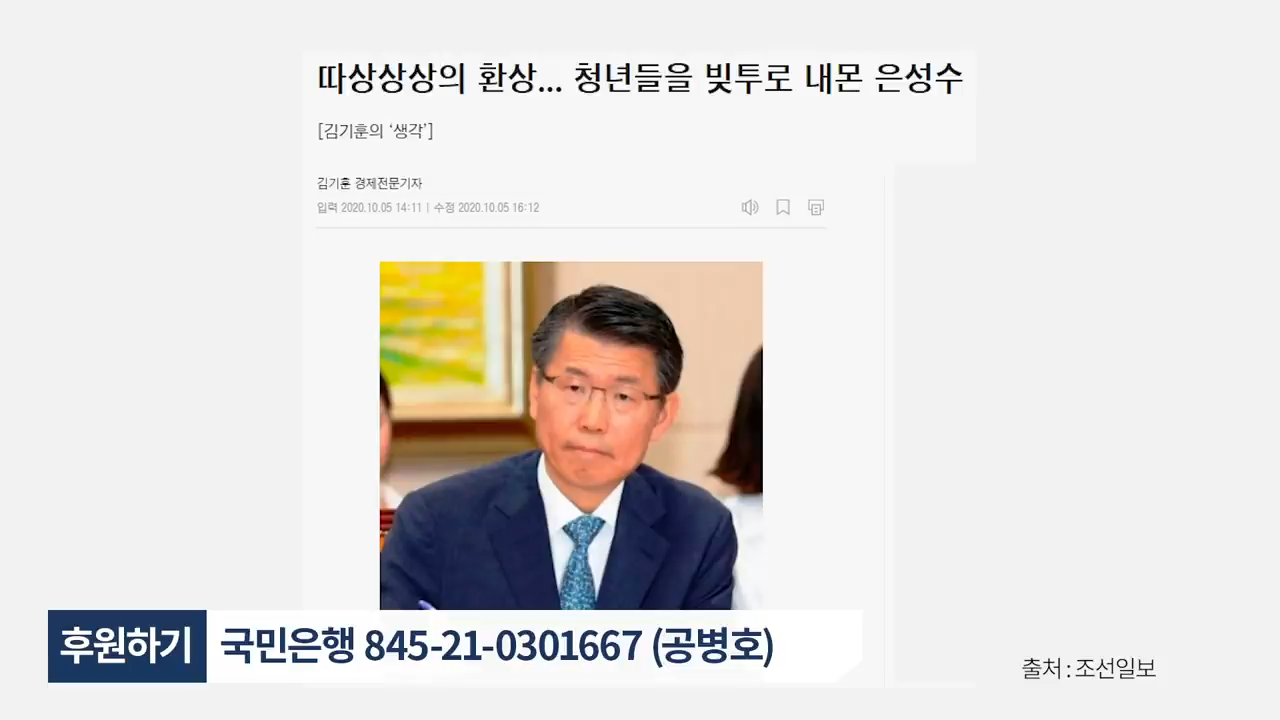 따상상상의 환상... 청년들을 빚투로 내몬 은성수
[김기훈의 ‘생각’]
김기훈 경제전문기자
입력 2020.10.05 14:11 | 수정 2020.10.05 16:12
후원하기 국민은행 845-21-0301667 (공병호)
출처 : 조선일보